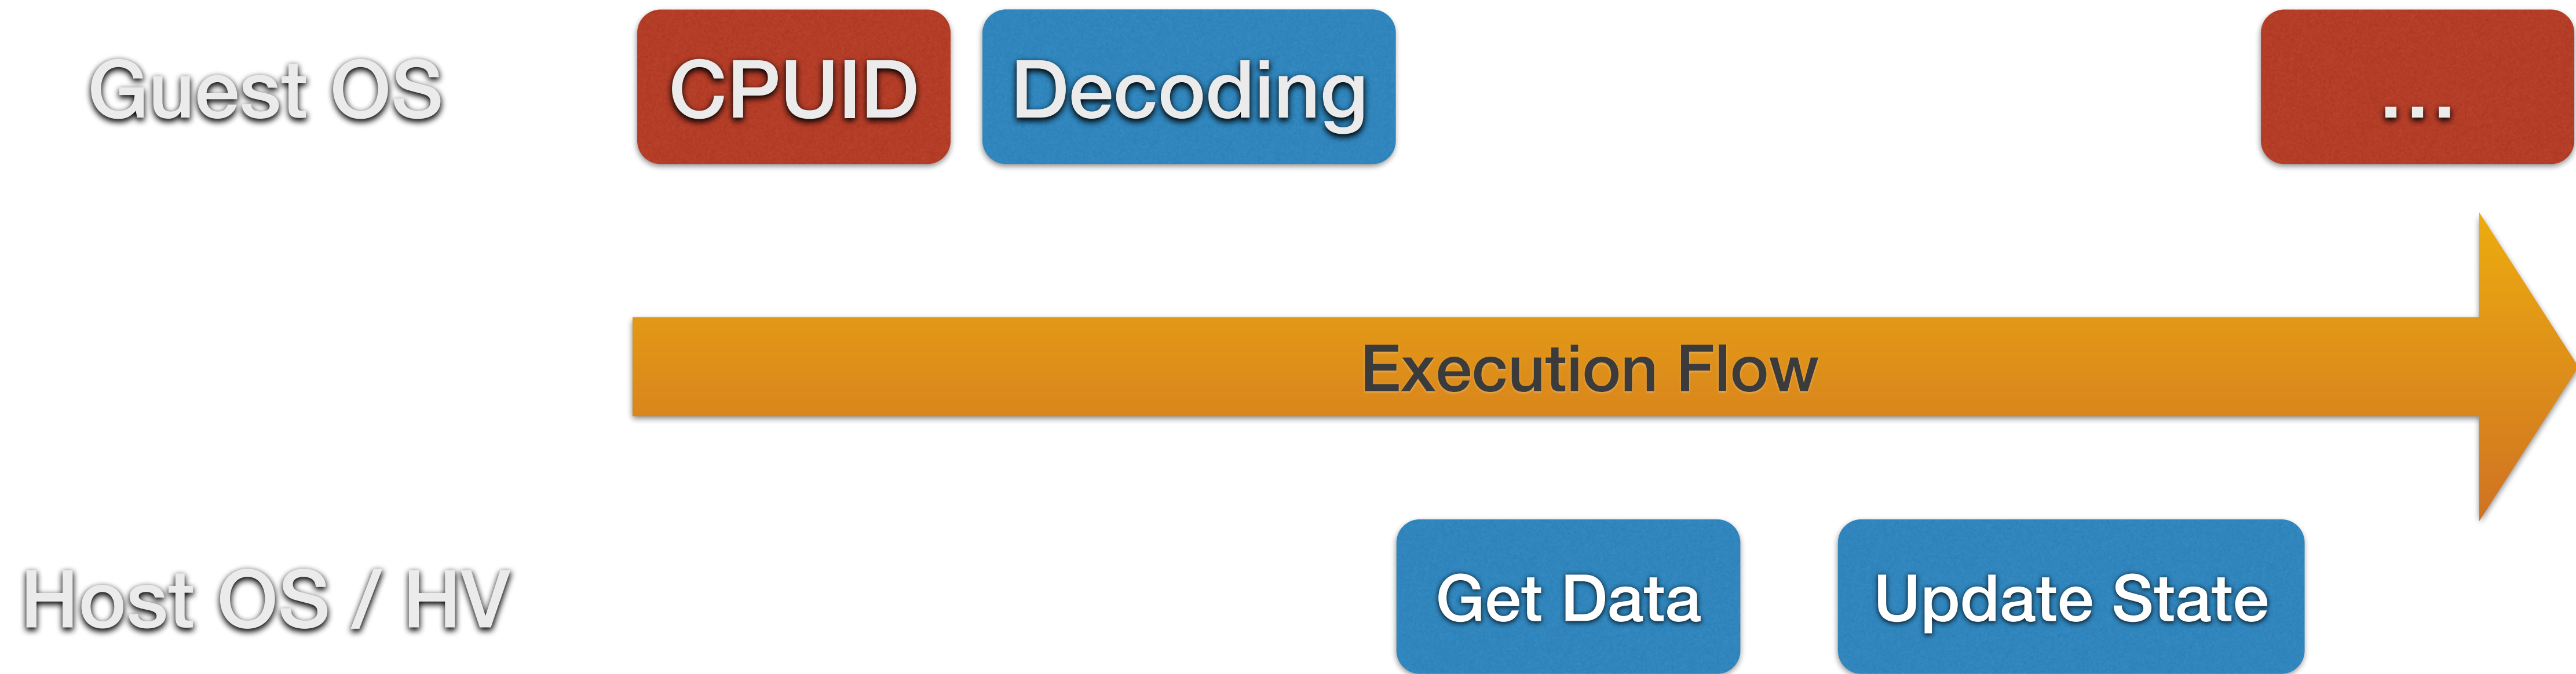 Guest OS
CPUID
Decoding
...
Execution Flow
Host OS / HV
Get Data
Update State